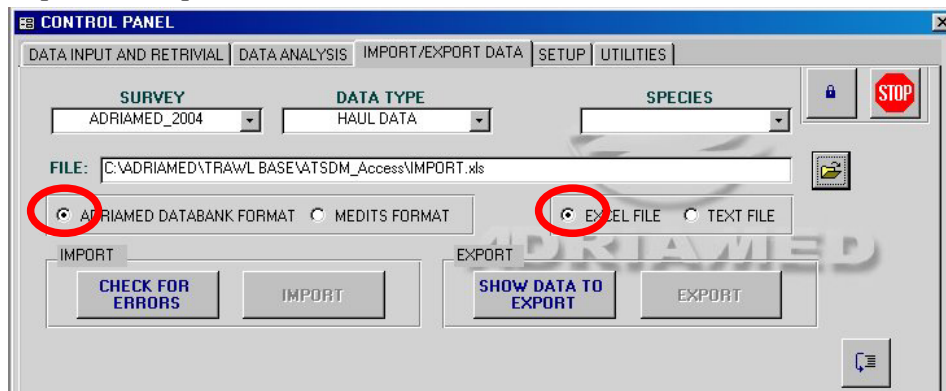 CONTROL PANEL
DATA INPUT AND RETRIVIAL DATA ANALYSIS IMPORT/EXPORT DATA SETUP UTILITIES
SURVEY DATA TYPE SPECIES STOP
ADRIAMED_2004 HAUL DATA
FILE: C:\ADRIAMED\TRAWL BASE\ATSDM_Access\IMPORT.xls
ADRIAMED DATABANK FORMAT MEDITS FORMAT EXCEL FILE TEXT FILE
ADRIAMED
IMPORT EXPORT
CHECK FOR ERRORS IMPORT SHOW DATA TO EXPORT EXPORT